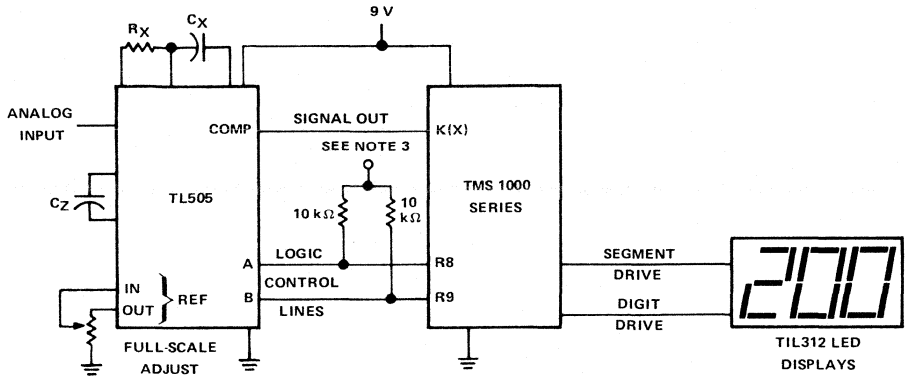 9 V
RX
CX
ANALOG
INPUT
COMP
SIGNAL OUT
K(X)
SEE NOTE 3
TL505
TMS 1000
SERIES
CZ
10 kΩ
10
kΩ
A
LOGIC
R8
CONTROL
B
LINES
R9
SEGMENT
DRIVE
DIGIT
DRIVE
200
IN
OUT
REF
FULL-SCALE
ADJUST
TIL312 LED
DISPLAYS